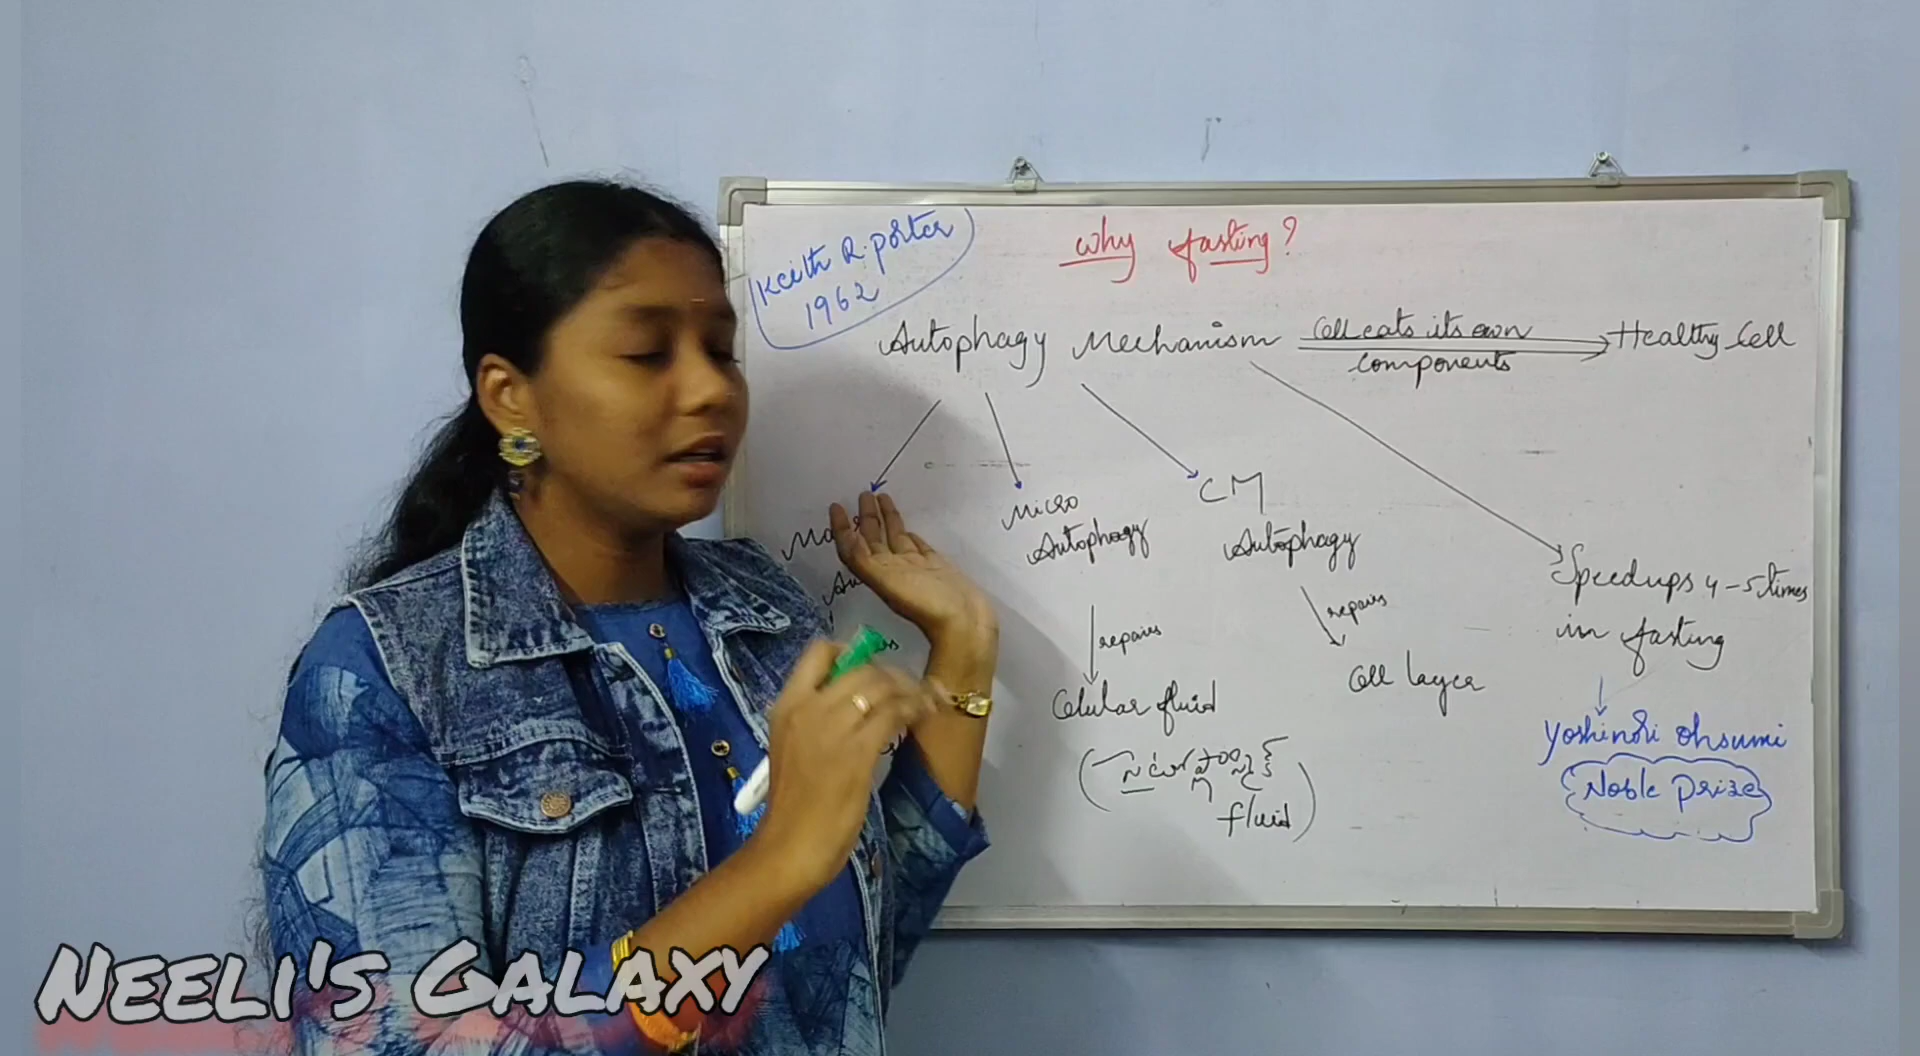 Keith R. Porter
1962
Why fasting?
Autophagy Mechanism
Cell eats its own
components
Healthy Cell
Micro
Autophagy
repairs
Celular fluid
fluid
CM
Autophagy
repairs
Cell layer
Speedups 4-5 times
in fasting
Yoshinori Ohsumi
Noble Prize
NEELI'S GALAXY